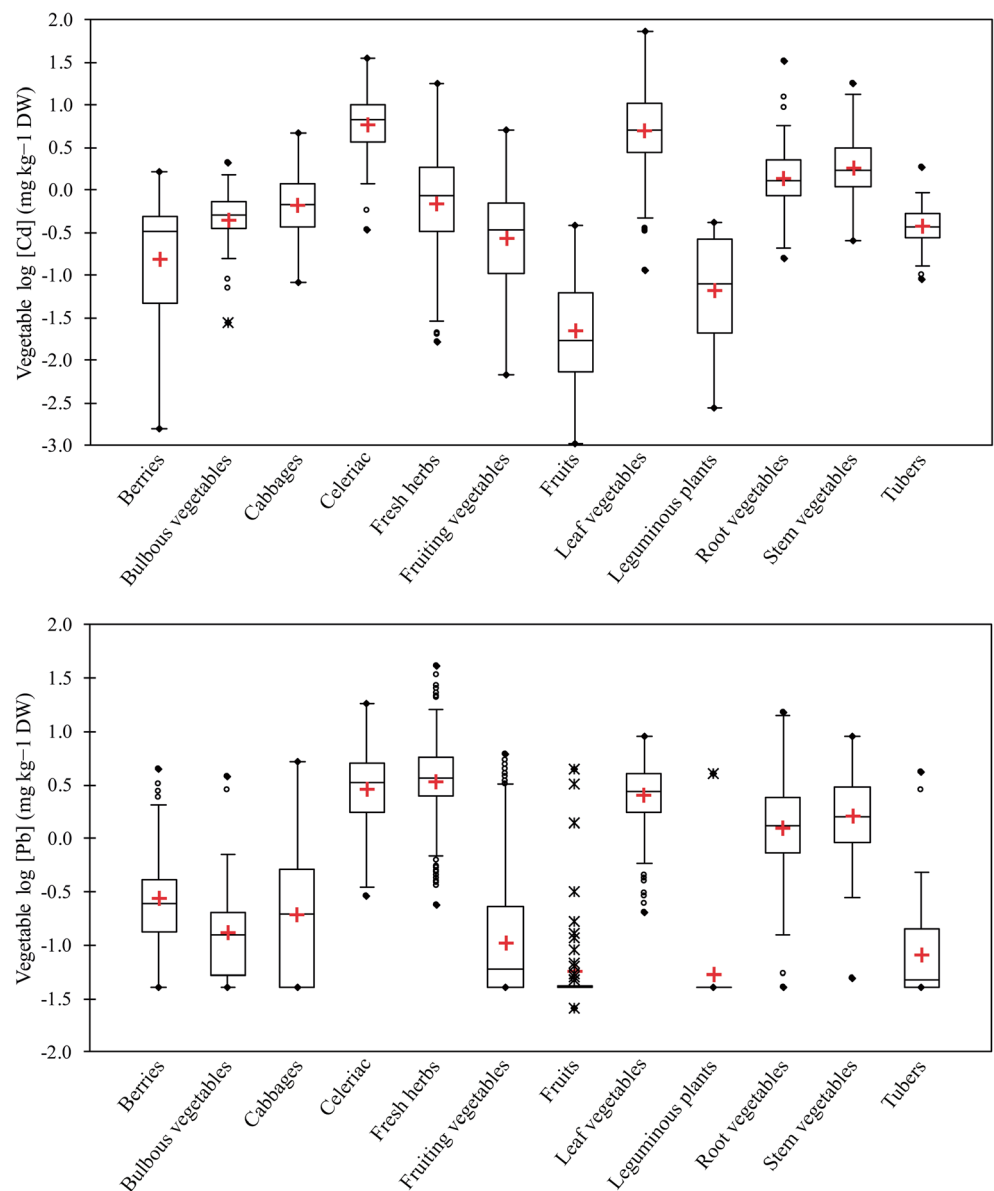 Vegetable log [Cd] (mg kg–1 DW)
2.0
1.5
1.0
0.5
0.0
-0.5
-1.0
-1.5
-2.0
-2.5
-3.0
Berries
Bulbous vegetables
Cabbages
Celeriac
Fresh herbs
Fruiting vegetables
Fruits
Leaf vegetables
Leguminous plants
Root vegetables
Stem vegetables
Tubers
Vegetable log [Pb] (mg kg–1 DW)
2.0
1.5
1.0
0.5
0.0
-0.5
-1.0
-1.5
-2.0
Berries
Bulbous vegetables
Cabbages
Celeriac
Fresh herbs
Fruiting vegetables
Fruits
Leaf vegetables
Leguminous plants
Root vegetables
Stem vegetables
Tubers